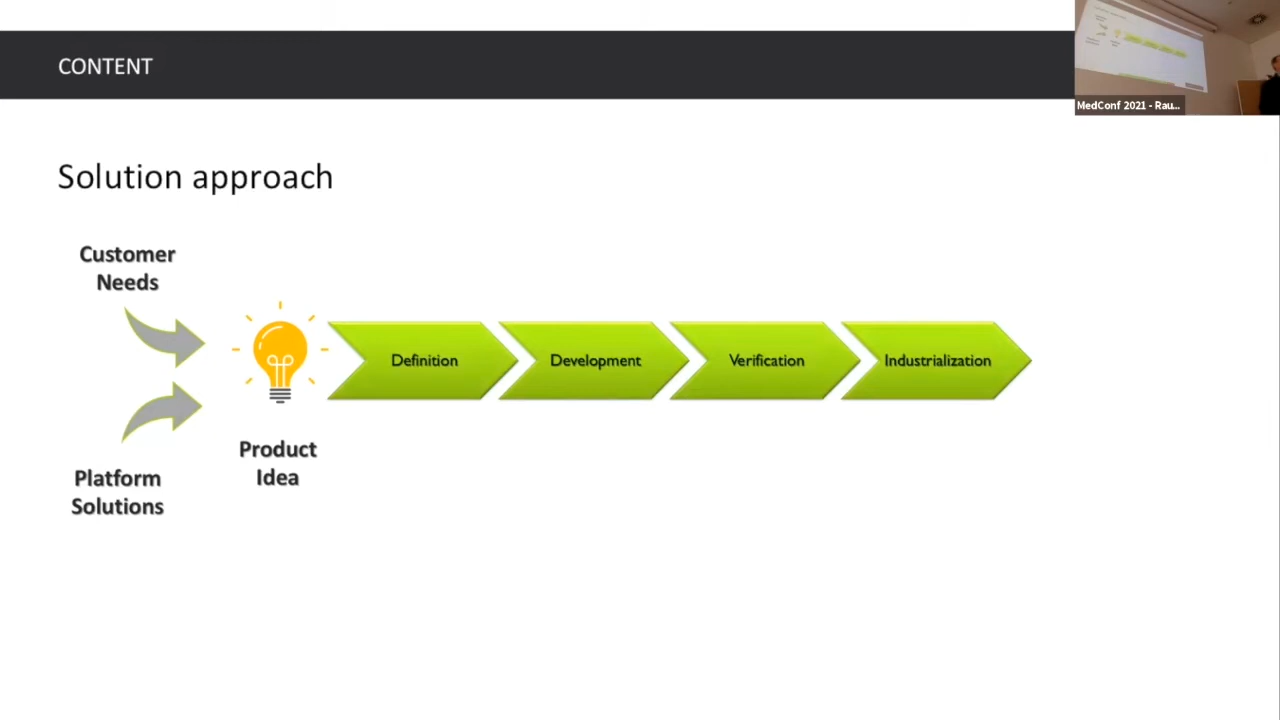 CONTENT
MedConf 2021 - Rau...
Solution approach
Customer
Needs
Definition
Development
Verification
Industrialization
Product
Idea
Platform
Solutions